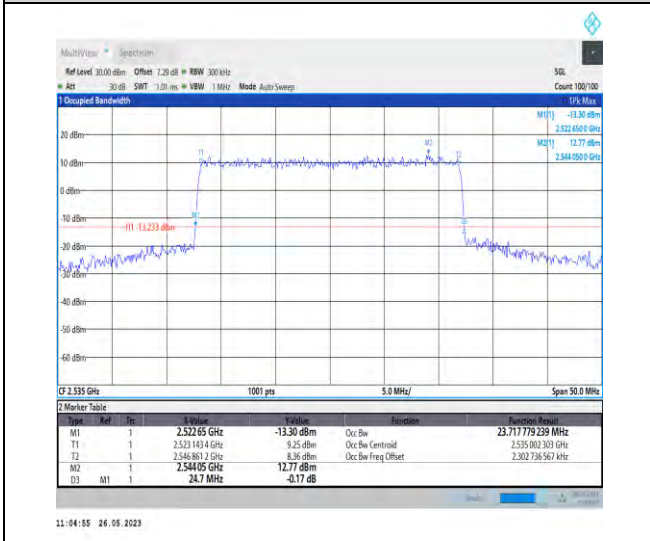 MultiView Spectrum
Ref Level 30.00 dBm Offset 7.29 dB RBW 300 kHz SGL
Att 30 dB SWT 1.01 ms VBW 1 MHz Mode Auto Sweep Count 100/100
1 Occupied Bandwidth 1Pk Max
M1[1] -13.30 dBm
2.522 650 0 GHz
M2[1] 12.77 dBm
2.544 050 0 GHz
20 dBm
M2
T1 T2
10 dBm
0 dBm
-10 dBm
M1
H1 -13.233 dBm
-20 dBm
-30 dBm
-40 dBm
-50 dBm
-60 dBm
CF 2.535 GHz 1001 pts 5.0 MHz/ Span 50.0 MHz
2 Marker Table
Type Ref Trc X-Value Y-Value Function Function Result
M1 1 2.522 65 GHz -13.30 dBm Occ Bw 23.717 779 239 MHz
T1 1 2.523 143 4 GHz 9.25 dBm Occ Bw Centroid 2.535 002 303 GHz
T2 1 2.546 861 2 GHz 8.36 dBm Occ Bw Freq Offset 2.302 736 567 kHz
M2 1 2.544 05 GHz 12.77 dBm
D3 M1 1 24.7 MHz -0.17 dB
11:04:55 26.05.2023